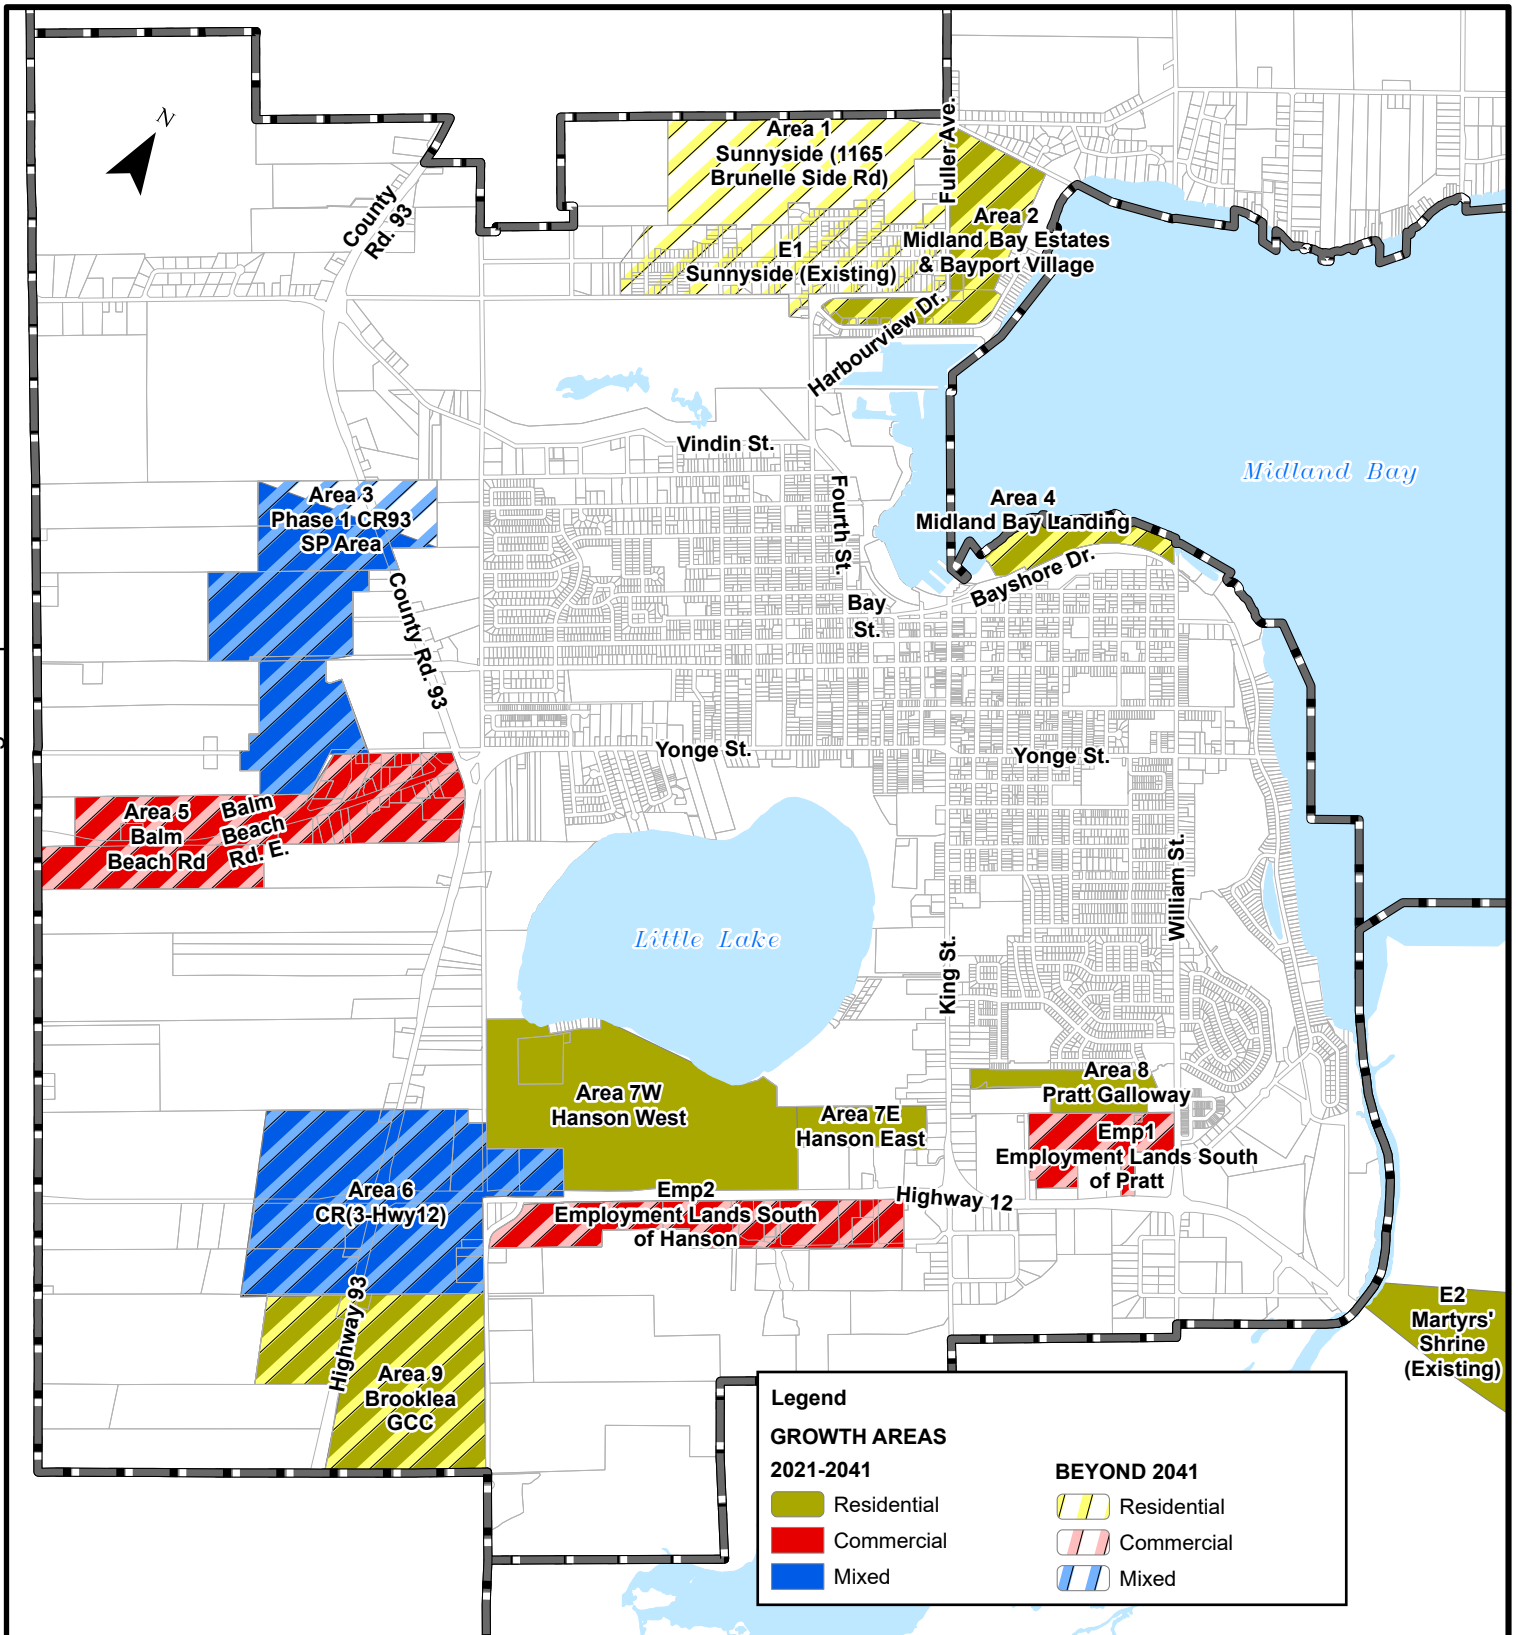 N
Area 1
Sunnyside (1165
Brunelle Side Rd)
Fuller Ave.
County
Rd. 93
Area 2
Midland Bay Estates
& Bayport Village
E1
Sunnyside (Existing)
Harbourview Dr.
Vindin St.
Midland Bay
Fourth St.
Area 3
Phase 1 CR93
SP Area
Area 4
Midland Bay Landing
Bayshore Dr.
Bay
St.
County Rd. 93
Yonge St.
Yonge St.
Area 5
Balm
Beach Rd
Balm
Beach
Rd. E.
William St.
Little Lake
King St.
Area 7W
Hanson West
Area 7E
Hanson East
Area 8
Pratt Galloway
Emp1
Employment Lands South
of Pratt
Area 6
CR(3-Hwy12)
Emp2
Employment Lands South
of Hanson
Highway 12
Highway 93
E2
Martyrs'
Shrine
(Existing)
Area 9
Brooklea
GCC
Legend
GROWTH AREAS
2021-2041
Residential
Commercial
Mixed
BEYOND 2041
Residential
Commercial
Mixed